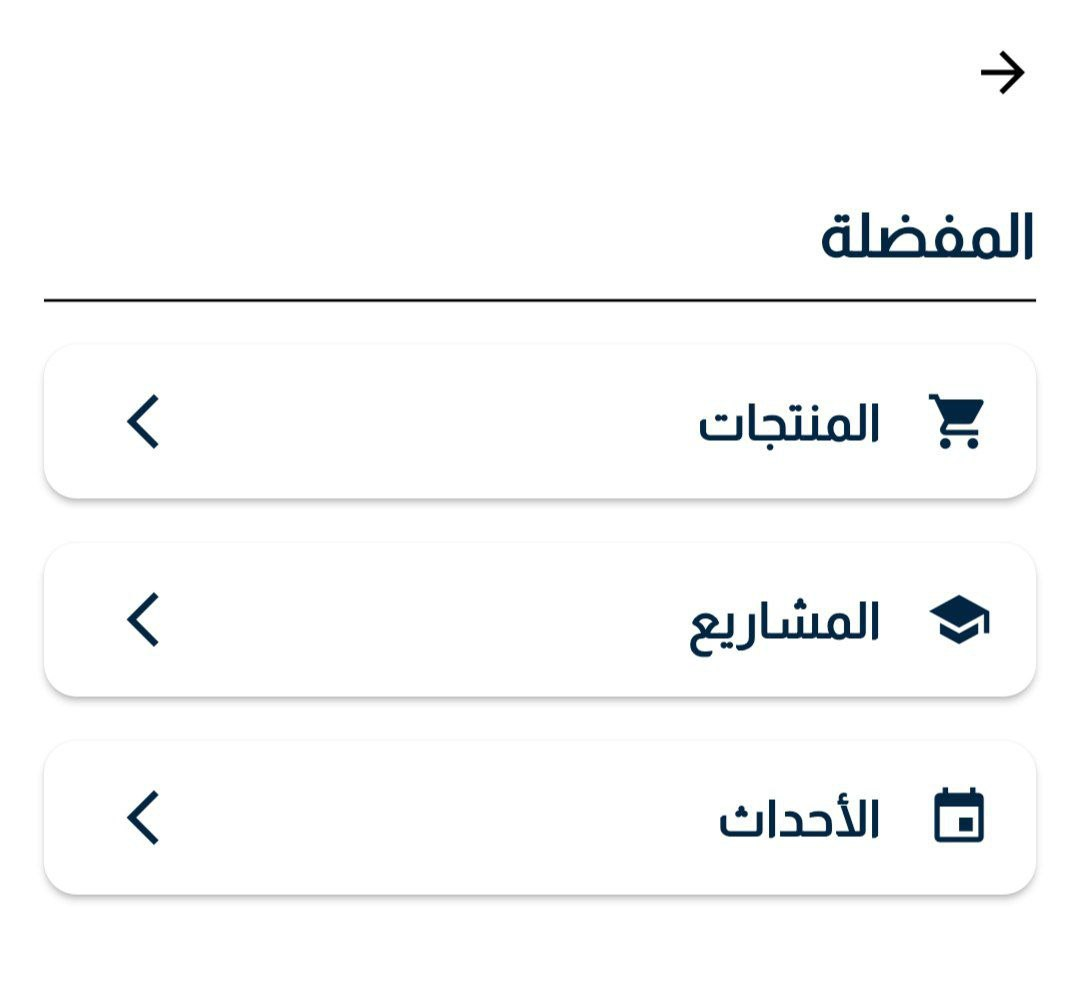 المفضلة
المنتجات
المشاريع
الأحداث